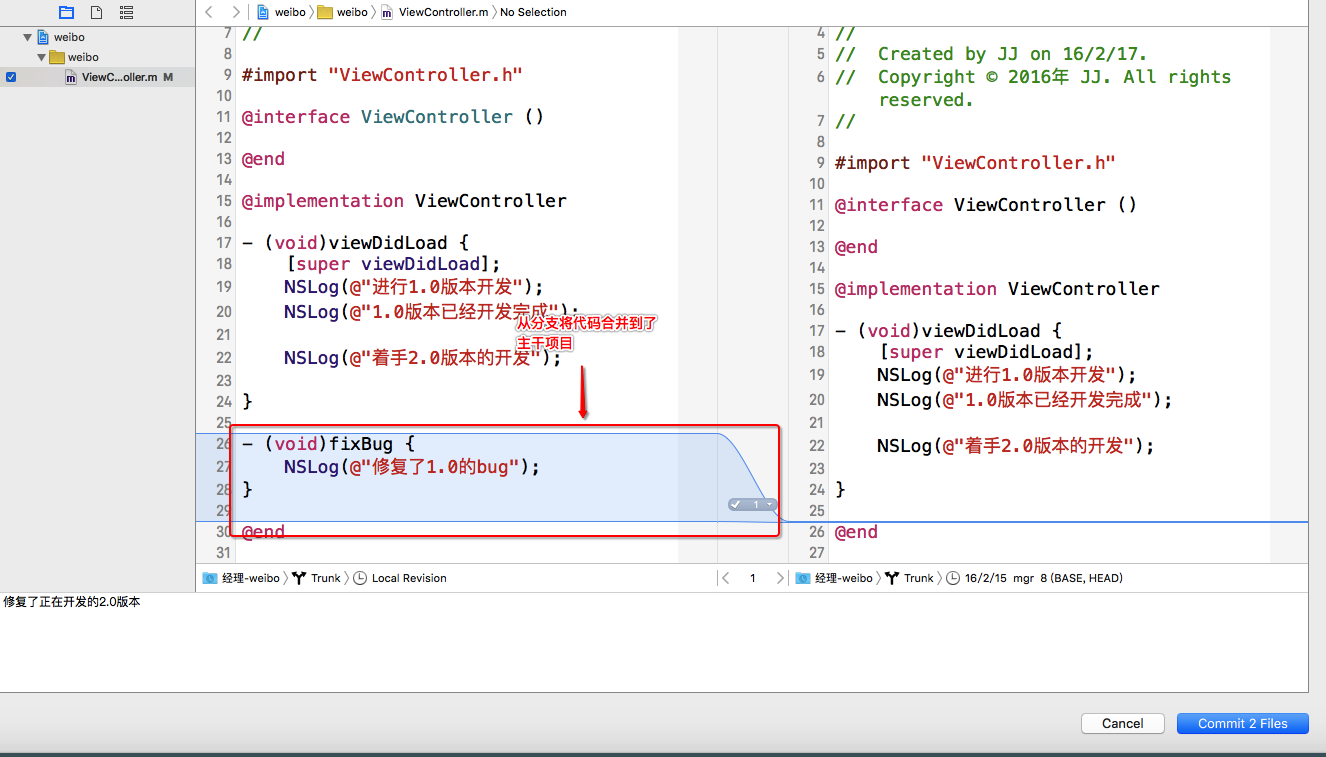 weibo
weibo
ViewC...oller.m M
weibo weibo ViewController.m No Selection
7 //
8
9 #import "ViewController.h"
10
11 @interface ViewController ()
12
13 @end
14
15 @implementation ViewController
16
17 - (void)viewDidLoad {
18 [super viewDidLoad];
19 NSLog(@"进行1.0版本开发");
20 NSLog(@"1.0版本已经开发完成");
21
22 NSLog(@"着手2.0版本的开发");
23
24 }
25
26 - (void)fixBug {
27 NSLog(@"修复了1.0的bug");
28 }
29
30 @end
31
从分支将代码合并到了
主干项目
1
4 //
5 // Created by JJ on 16/2/17.
6 // Copyright © 2016年 JJ. All rights
reserved.
7 //
8
9 #import "ViewController.h"
10
11 @interface ViewController ()
12
13 @end
14
15 @implementation ViewController
16
17 - (void)viewDidLoad {
18 [super viewDidLoad];
19 NSLog(@"进行1.0版本开发");
20 NSLog(@"1.0版本已经开发完成");
21
22 NSLog(@"着手2.0版本的开发");
23
24 }
25
26 @end
27
经理-weibo Trunk Local Revision
1
经理-weibo Trunk 16/2/15 mgr 8 (BASE, HEAD)
修复了正在开发的2.0版本
Cancel
Commit 2 Files